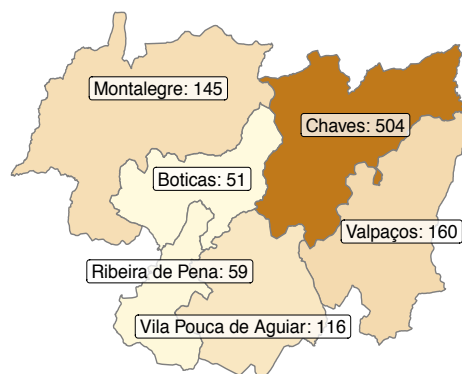 Montalegre: 145
Chaves: 504
Boticas: 51
Valpaços: 160
Ribeira de Pena: 59
Vila Pouca de Aguiar: 116